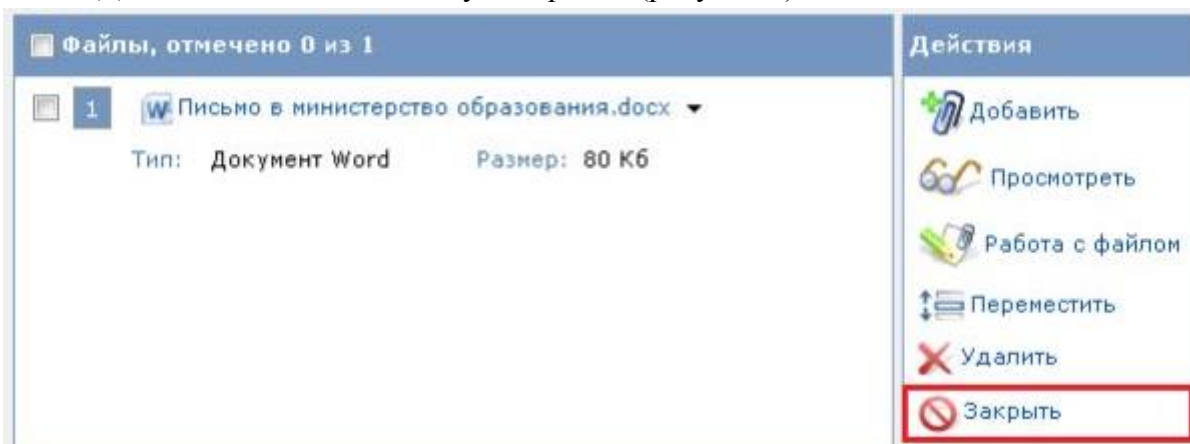 Файлы, отмечено 0 из 1
1 Письмо в министерство образования.docx
Тип: Документ Word Размер: 80 Кб
Действия
Добавить
Просмотреть
Работа с файлом
Переместить
Удалить
Закрыть